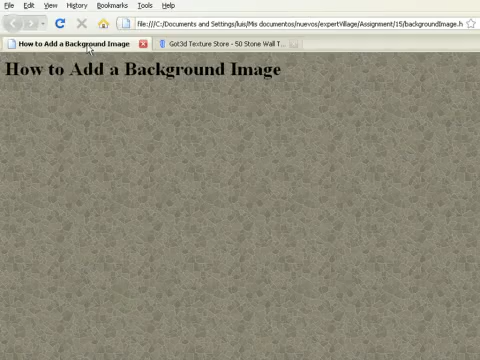 File Edit View History Bookmarks Tools Help
file:///C:/Documents and Settings/luis/Mis documentos/nuevos/expertVillage/Assignment/15/backgroundImage.h
How to Add a Background Image
Got3d Texture Store - 50 Stone Wall T...
How to Add a Background Image